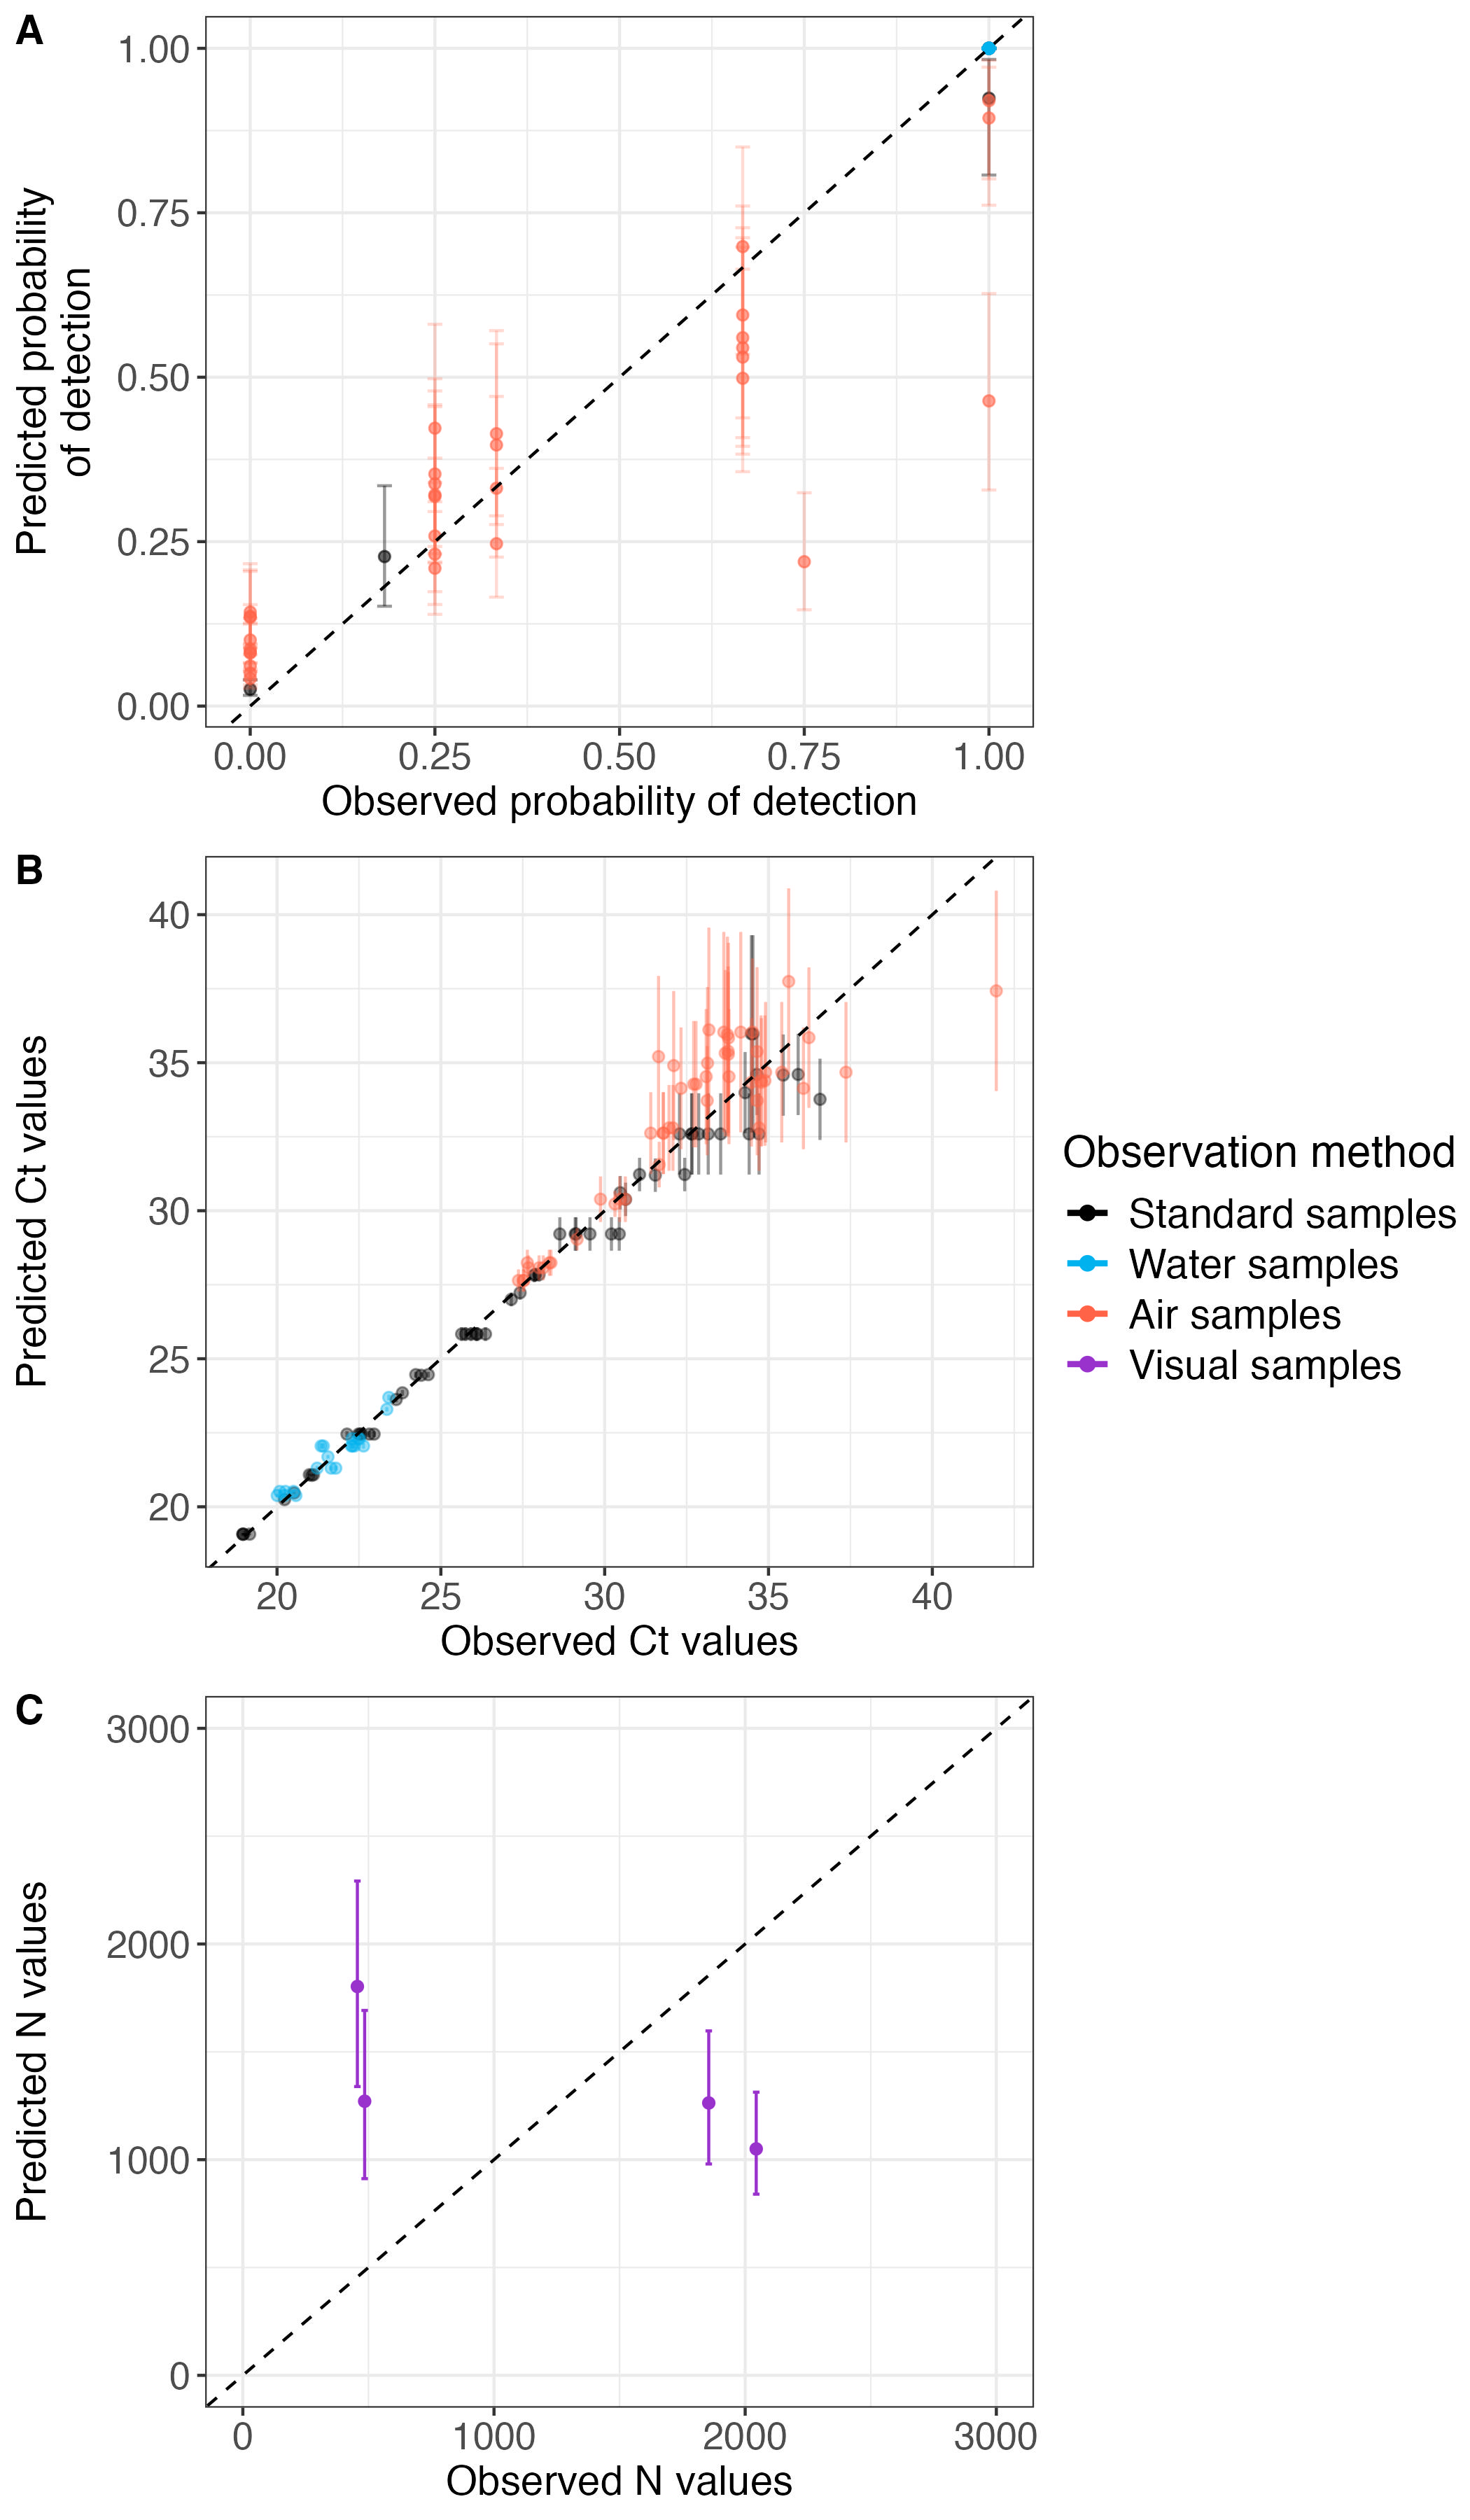 A
1.00
0.75
0.50
0.25
0.00
Predicted probability
of detection
0.00 0.25 0.50 0.75 1.00
Observed probability of detection
B
40
35
30
25
20
Predicted Ct values
20 25 30 35 40
Observed Ct values
Observation method
Standard samples
Water samples
Air samples
Visual samples
C
3000
2000
1000
0
Predicted N values
0 1000 2000 3000
Observed N values